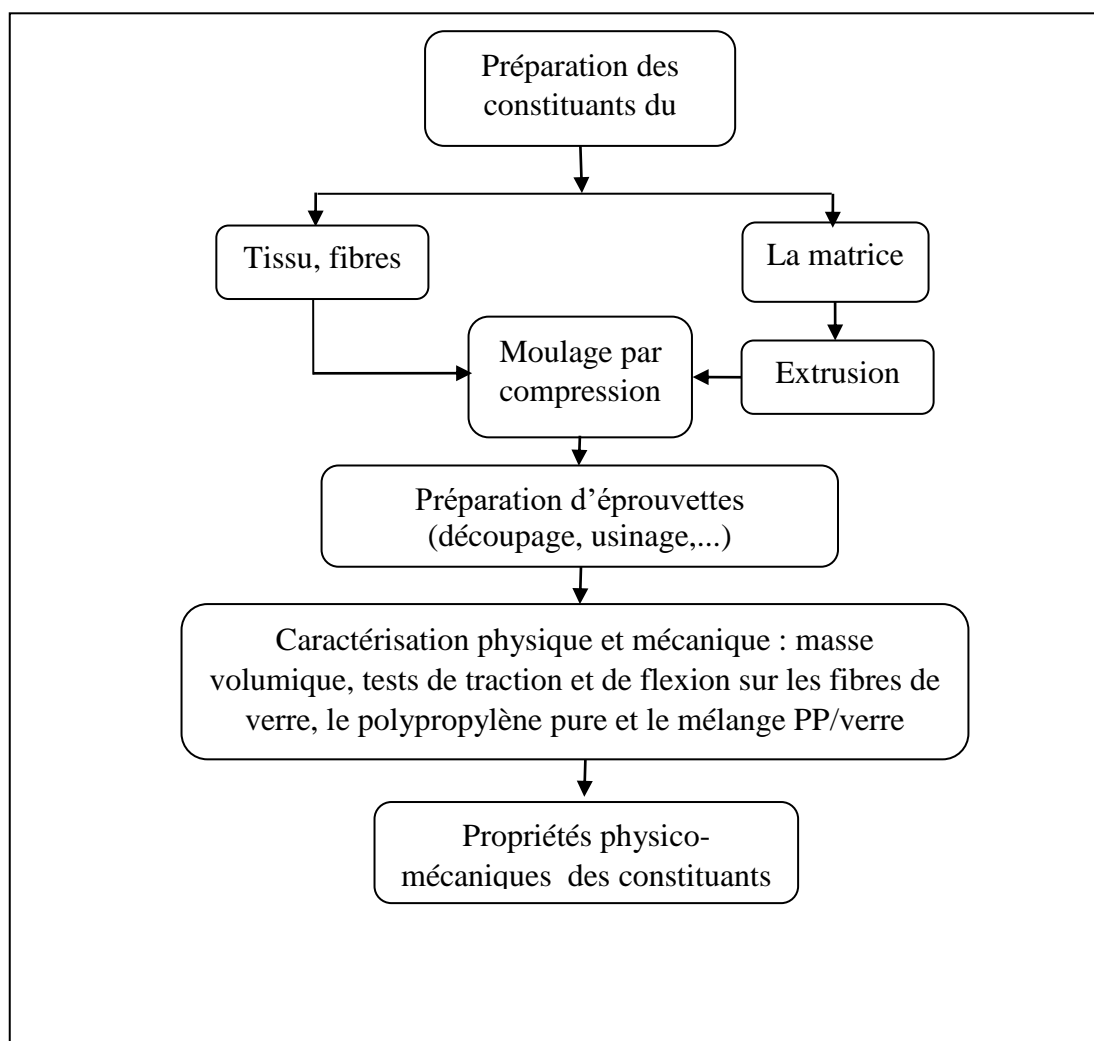 Préparation des
constituants du
Tissu, fibres
La matrice
Moulage par
compression
Extrusion
Préparation d’éprouvettes
(découpage, usinage,...)
Caractérisation physique et mécanique : masse
volumique, tests de traction et de flexion sur les fibres de
verre, le polypropylène pure et le mélange PP/verre
Propriétés physico-
mécaniques des constituants